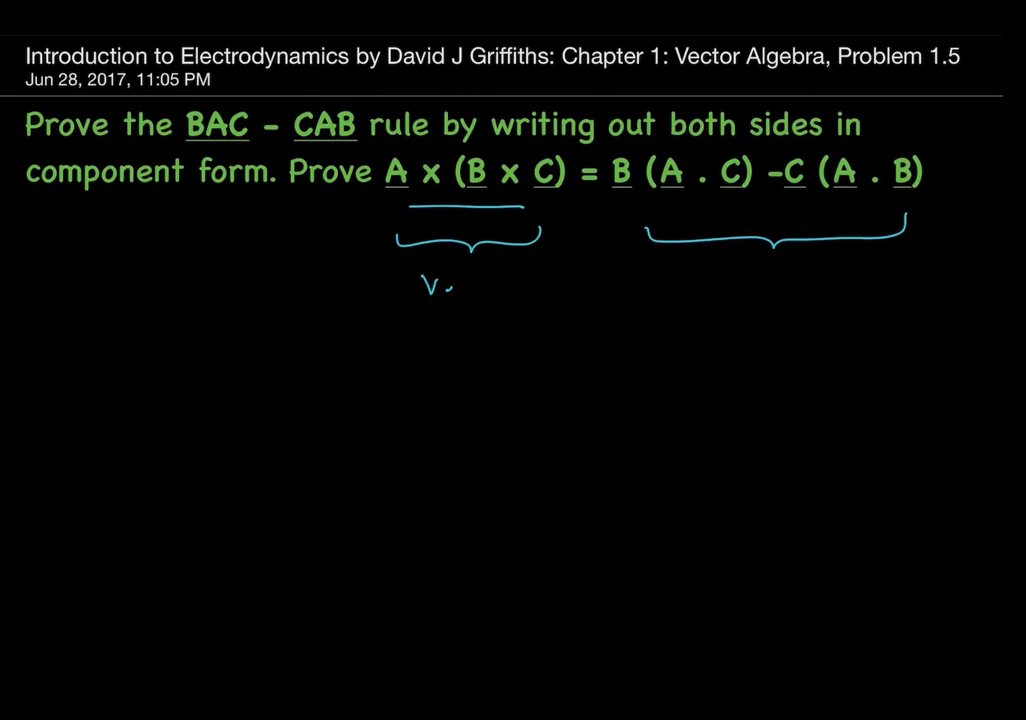 Introduction to Electrodynamics by David J Griffiths: Chapter 1: Vector Algebra, Problem 1.5
Jun 28, 2017, 11:05 PM
Prove the BAC - CAB rule by writing out both sides in
component form. Prove A x (B x C) = B (A . C) -C (A . B)
V.